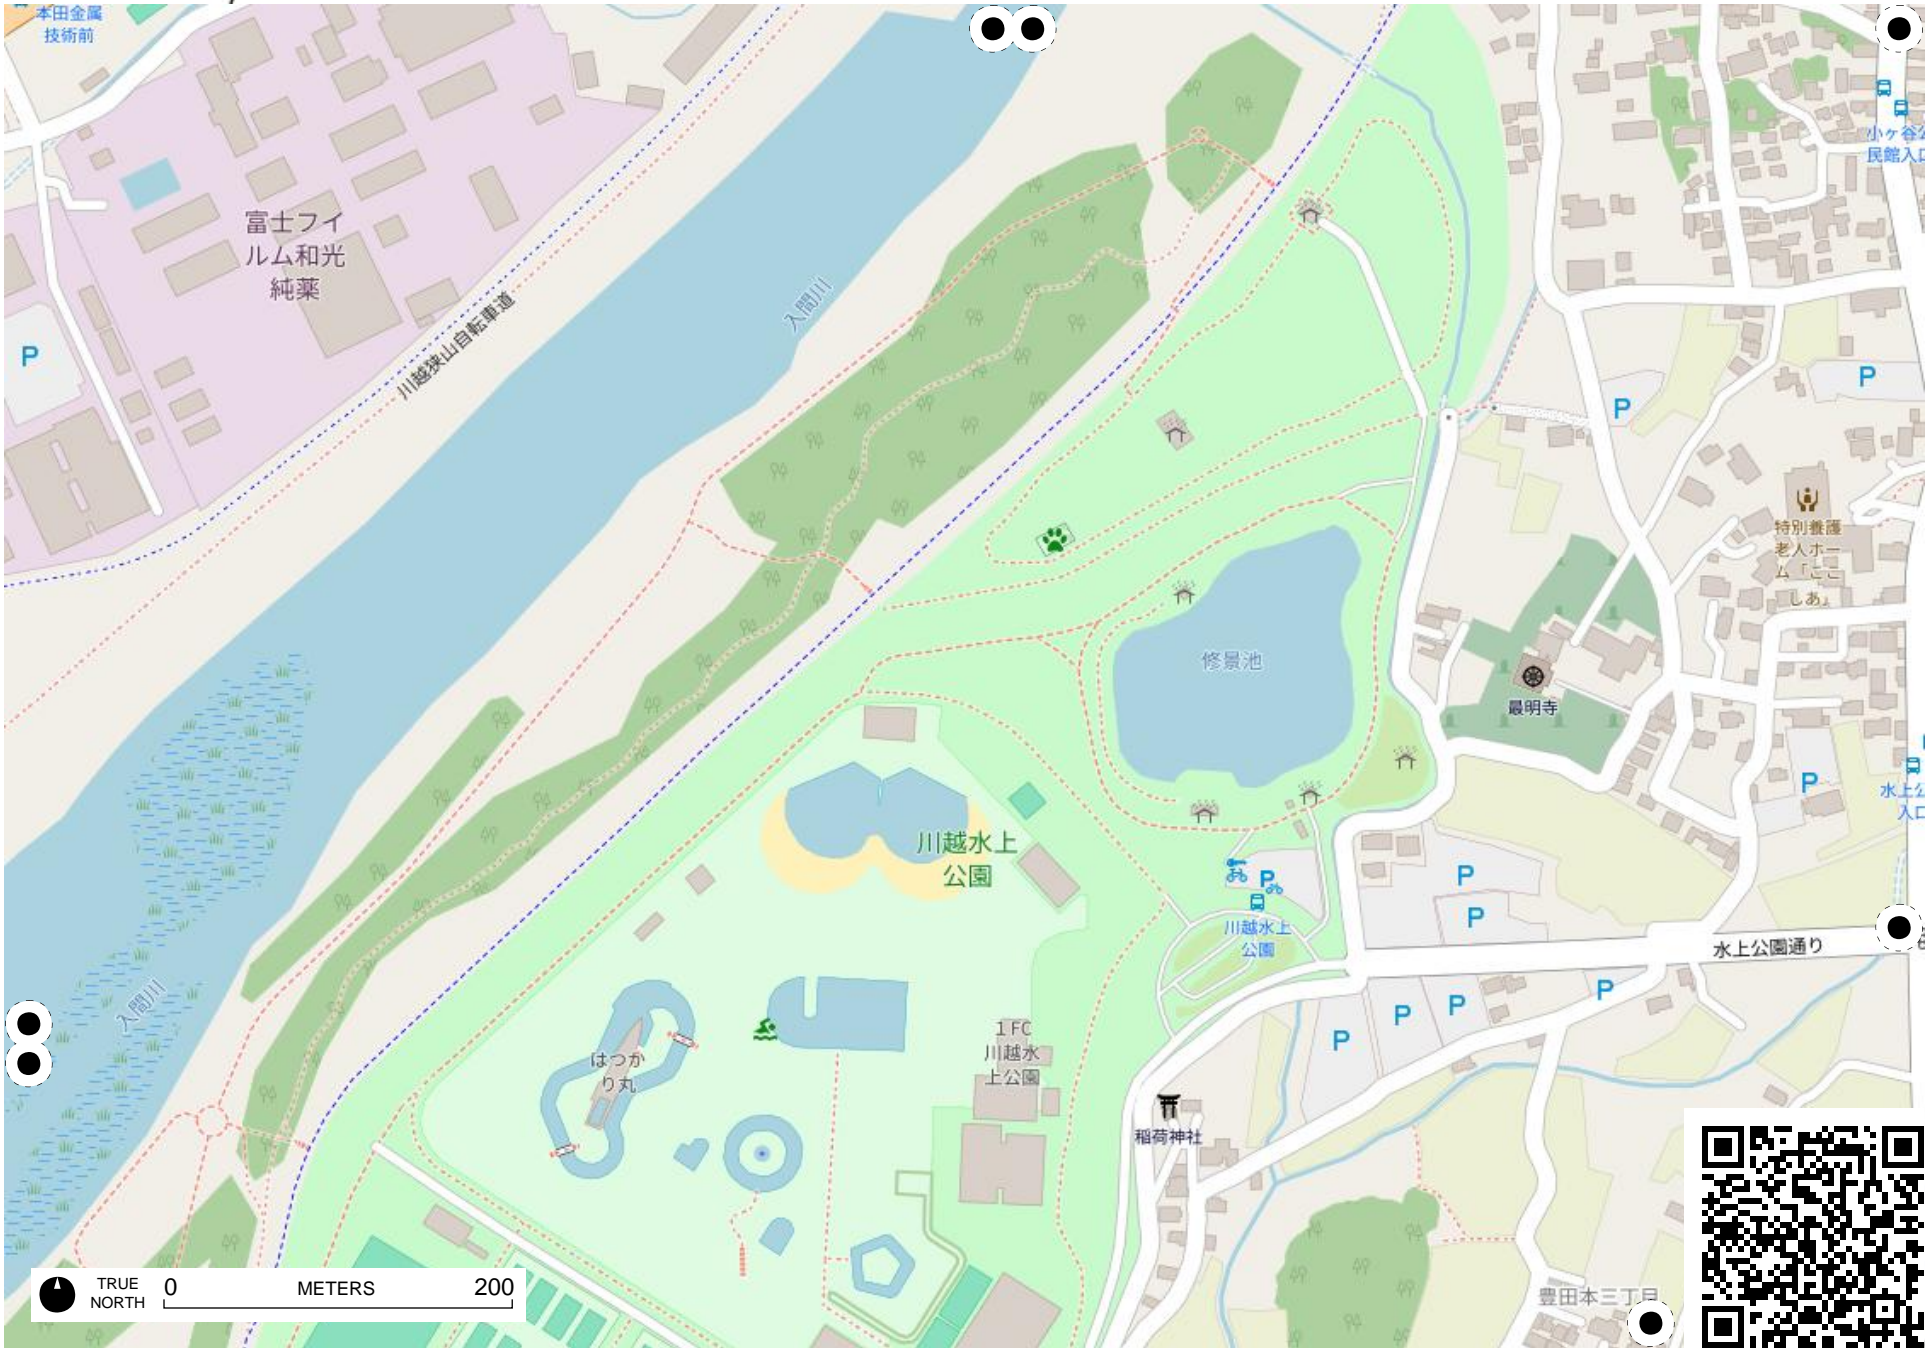 本田金属
技術前
小ヶ谷公
民館入口
富士フイ
ルム和光
純薬
入間川
川越狭山自転車道
P
P
P
特別養護
老人ホー
ム「ここ
しあ」
修景池
最明寺
P
水上公
入口
川越水上
公園
P
P
P
川越水上
公園
水上公園通り
入間川
P
P
P
P
はつか
り丸
1 FC
川越水
上公園
稲荷神社
TRUE
NORTH
0 METERS 200
豊田本三丁目